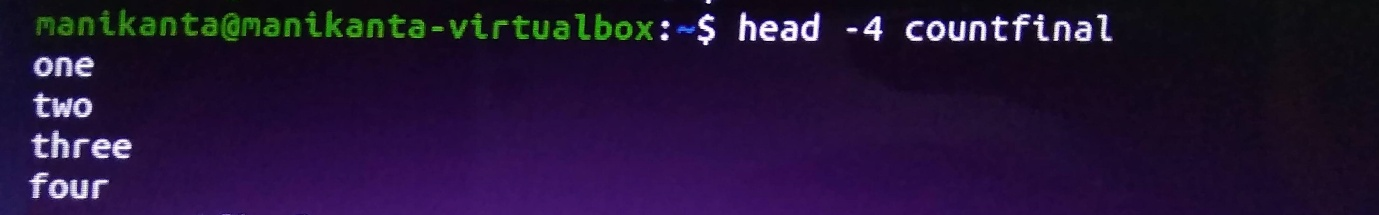 manikanta@manikanta-virtualbox:~$ head -4 countfinal
one
two
three
four